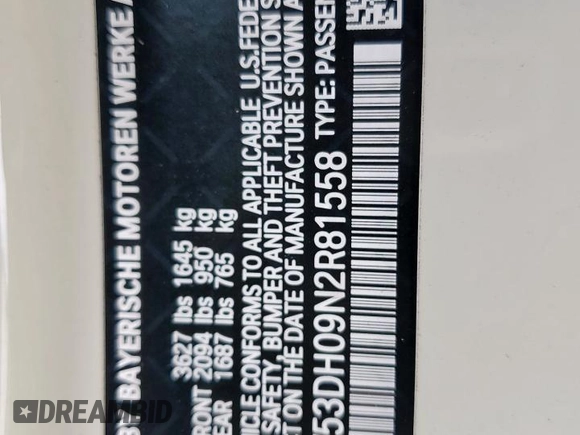 BAYERISCHE MOTOREN WERKE A
3627 lbs 1645 kg
RONT 2094 lbs 950 kg
EAR 1687 lbs 765 kg
ICLE CONFORMS TO ALL APPLICABLE U.S.FEDE
SAFETY, BUMPER AND THEFT PREVENTION S
T ON THE DATE OF MANUFACTURE SHOWN A
53DH09N2R81558 TYPE: PASSEN
DREAMBID